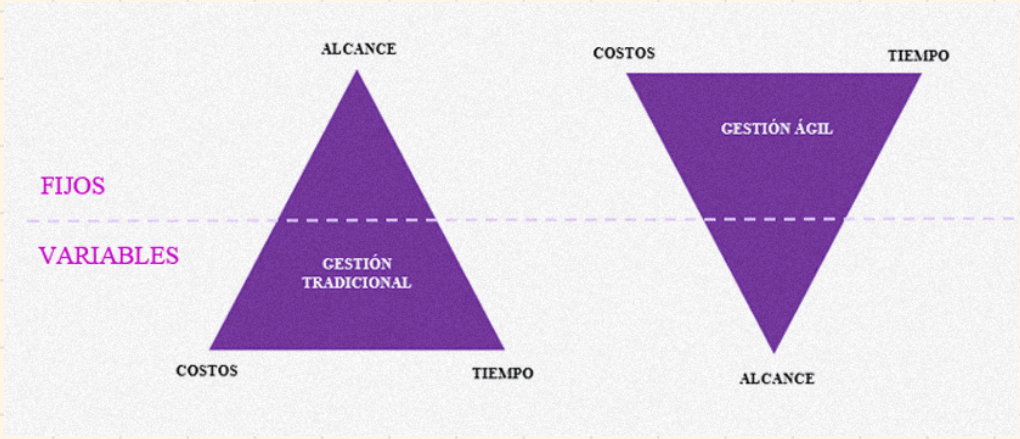 ALCANCE
COSTOS
TIEMPO
GESTIÓN ÁGIL
FIJOS
VARIABLES
GESTIÓN
TRADICIONAL
COSTOS
TIEMPO
ALCANCE